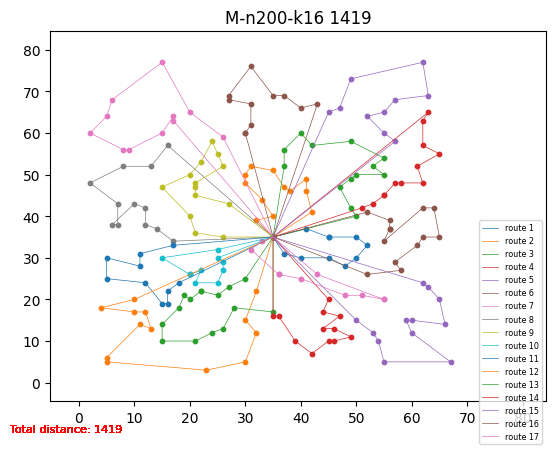 M-n200-k16 1419
80
70
60
50
40
30
20
10
0
0
10
20
30
40
50
60
70
80
route 1
route 2
route 3
route 4
route 5
route 6
route 7
route 8
route 9
route 10
route 11
route 12
route 13
route 14
route 15
route 16
route 17
Total distance: 1419